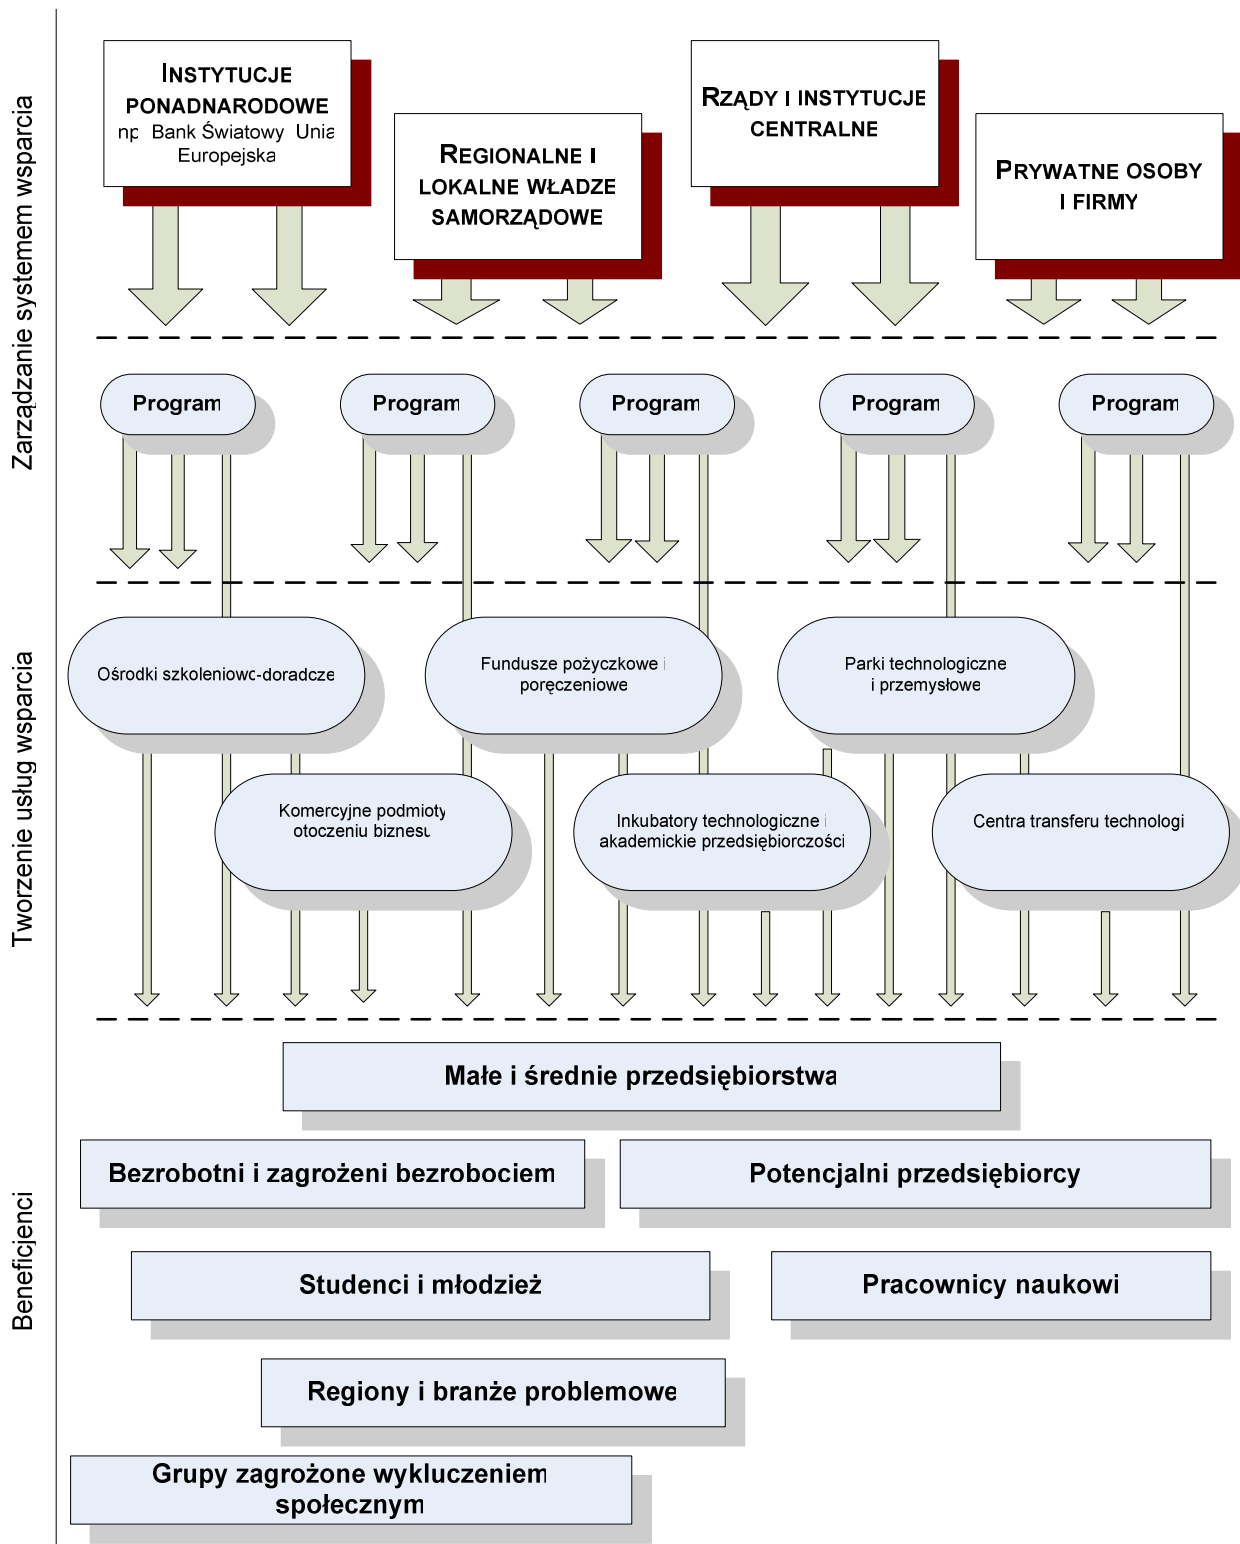 Zarządzanie systemem wsparcia
INSTYTUCJE
PONADNARODOWE
np Bank Światowy Unia
Europejska
REGIONALNE I
LOKALNE WŁADZE
SAMORZĄDOWE
RZĄDY I INSTYTUCJE
CENTRALNE
PRYWATNE OSOBY
I FIRMY
Program
Program
Program
Program
Program
Tworzenie usług wsparcia
Ośrodki szkoleniowo-doradcze
Fundusze pożyczkowe i
poręczeniowe
Parki technologiczne
i przemysłowe
Komercyjne podmioty
otoczeniu biznesu
Inkubatory technologiczne i
akademickie przedsiębiorczości
Centra transferu technologi
Beneficjenci
Małe i średnie przedsiębiorstwa
Bezrobotni i zagrożeni bezrobociem
Potencjalni przedsiębiorcy
Studenci i młodzież
Pracownicy naukowi
Regiony i branże problemowe
Grupy zagrożone wykluczeniem
społecznym